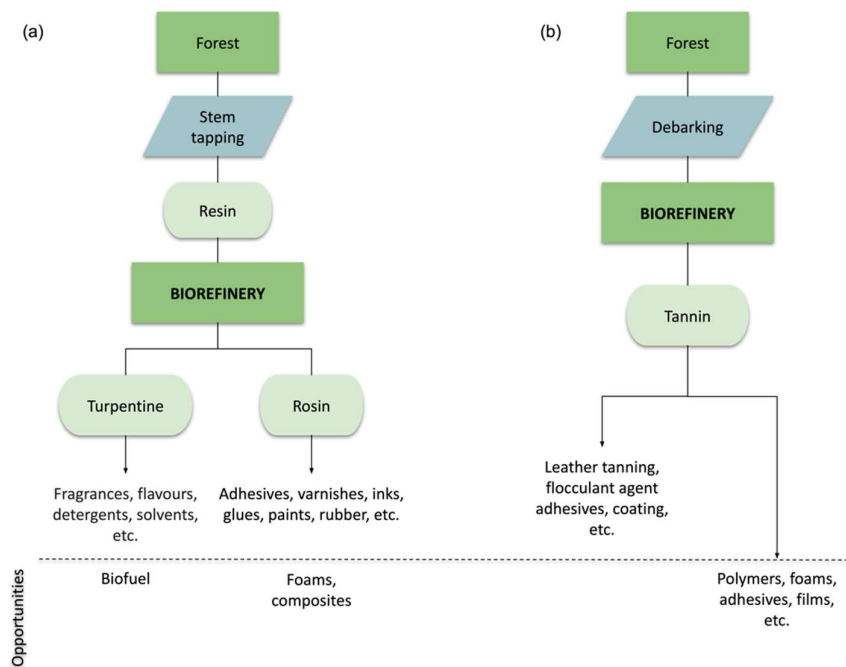 (a)
Forest
Stem
tapping
Resin
BIOREFINERY
Turpentine
Rosin
Fragrances, flavours,
detergents, solvents,
etc.
Adhesives, varnishes, inks,
glues, paints, rubber, etc.
(b)
Forest
Debarking
BIOREFINERY
Tannin
Leather tanning,
flocculant agent
adhesives, coating,
etc.
Opportunities
Biofuel
Foams,
composites
Polymers, foams,
adhesives, films,
etc.